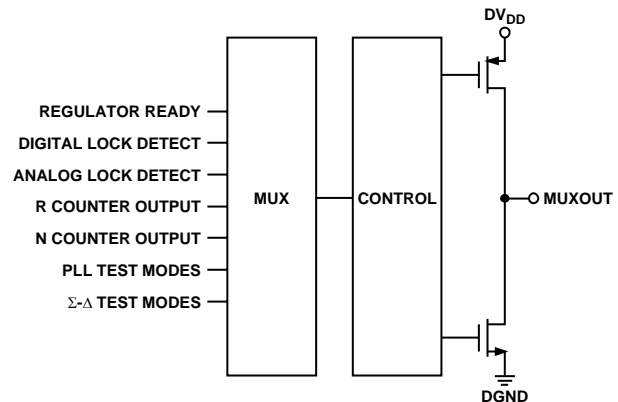 DVDD
REGULATOR READY
DIGITAL LOCK DETECT
ANALOG LOCK DETECT
R COUNTER OUTPUT
N COUNTER OUTPUT
PLL TEST MODES
Σ-Δ TEST MODES
MUX
CONTROL
MUXOUT
DGND